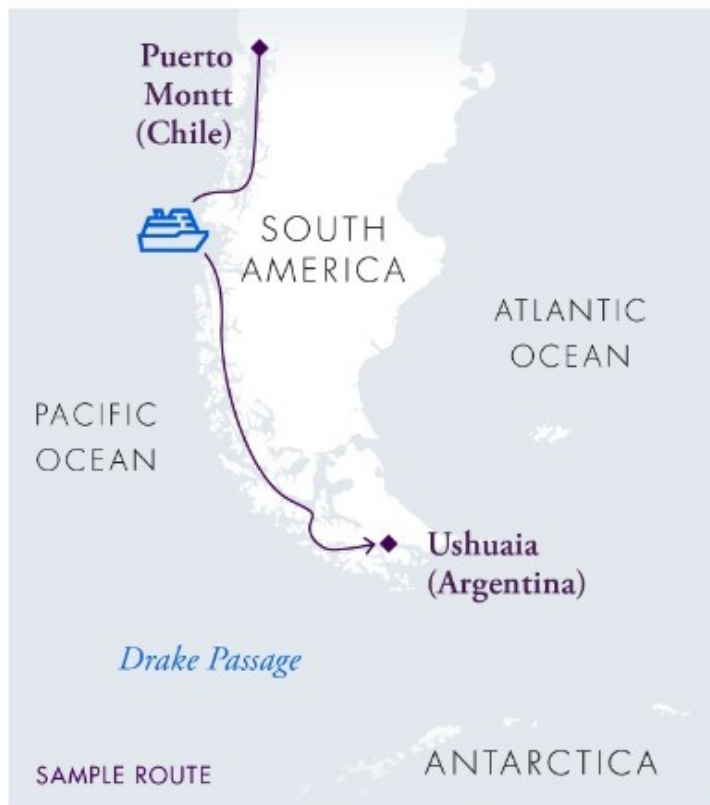 Puerto
Montt
(Chile)
SOUTH
AMERICA
ATLANTIC
OCEAN
PACIFIC
OCEAN
Ushuaia
(Argentina)
Drake Passage
ANTARCTICA
SAMPLE ROUTE